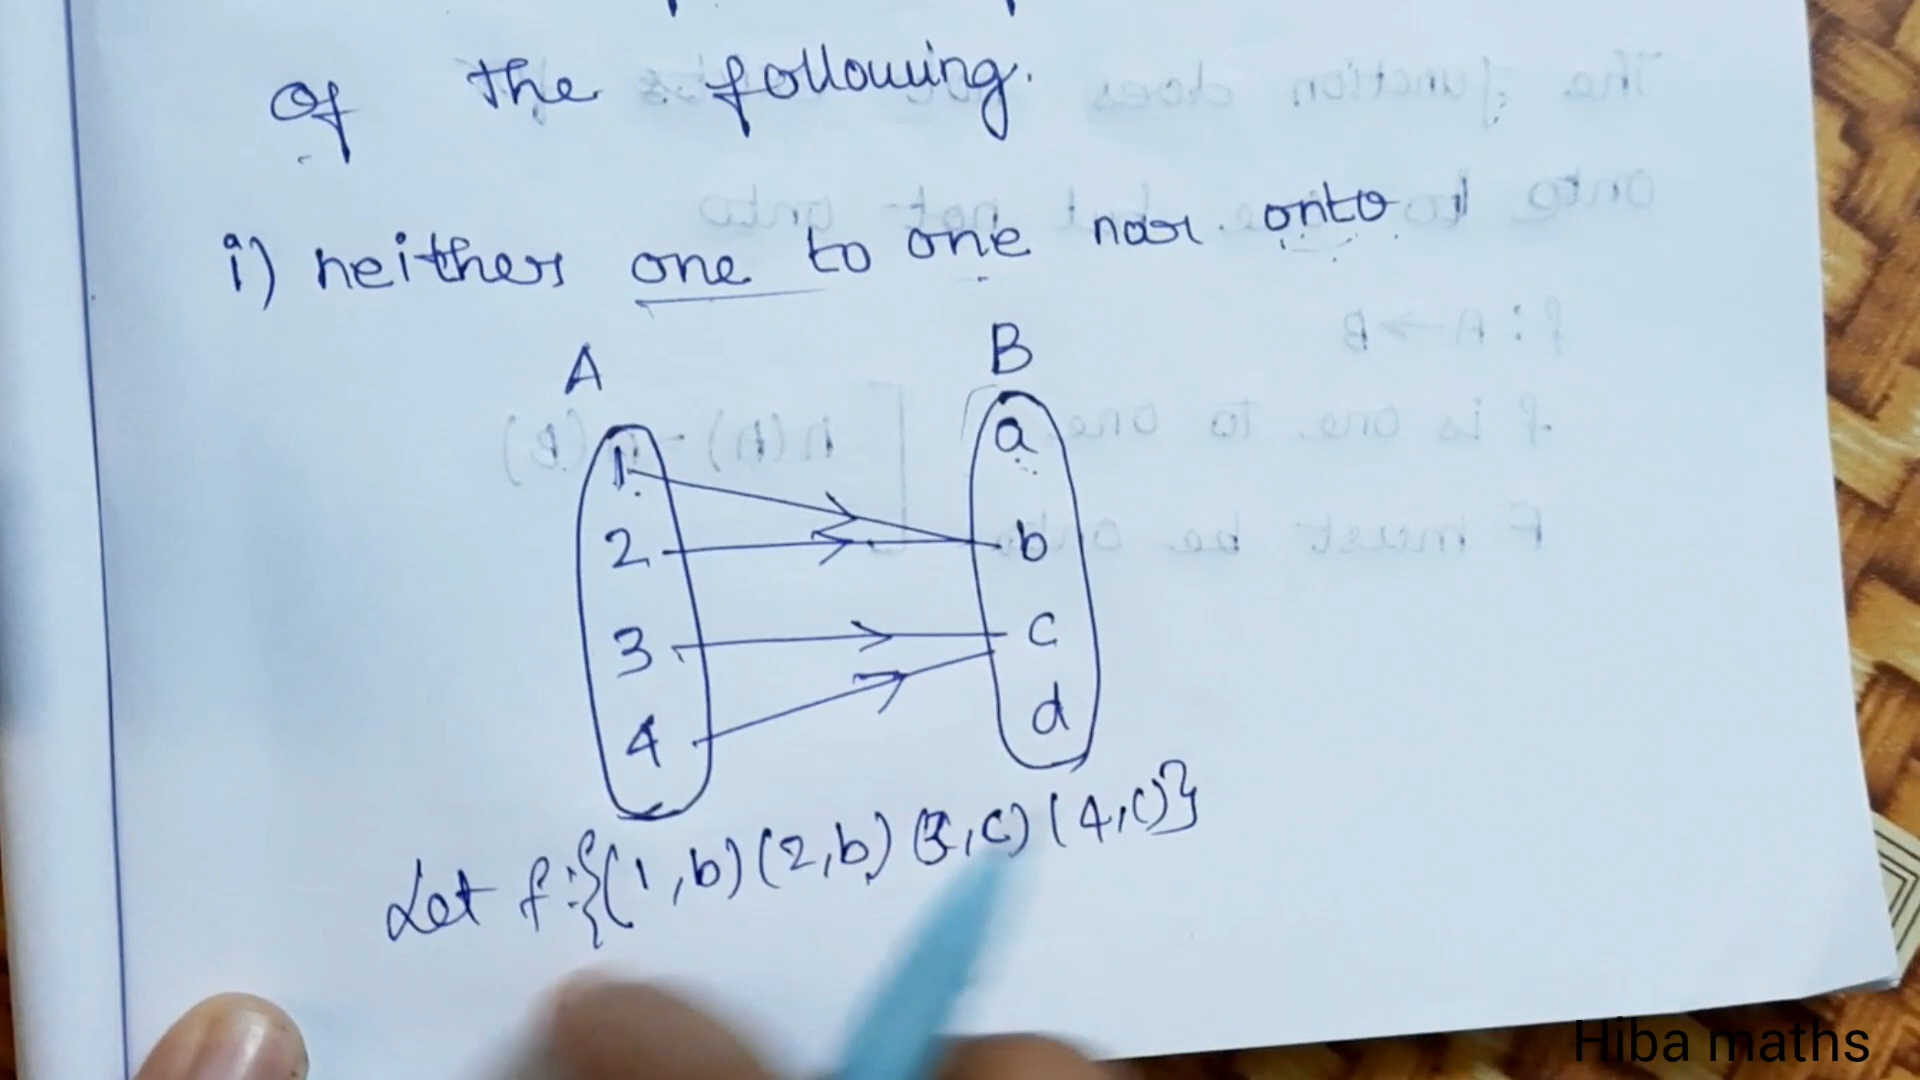 Of the following.
i) neither one to one nor onto
A B
1 a
2 b
3 c
4 d
Let f:{(1,b)(2,b)(3,c)(4,c)}
Hiba maths